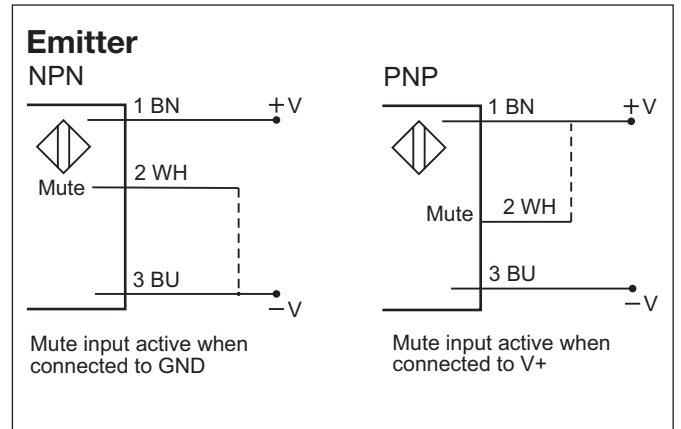 Emitter
NPN
1 BN
+V
2 WH
Mute
3 BU
−V
Mute input active when
connected to GND
PNP
1 BN
+V
Mute
2 WH
3 BU
−V
Mute input active when
connected to V+